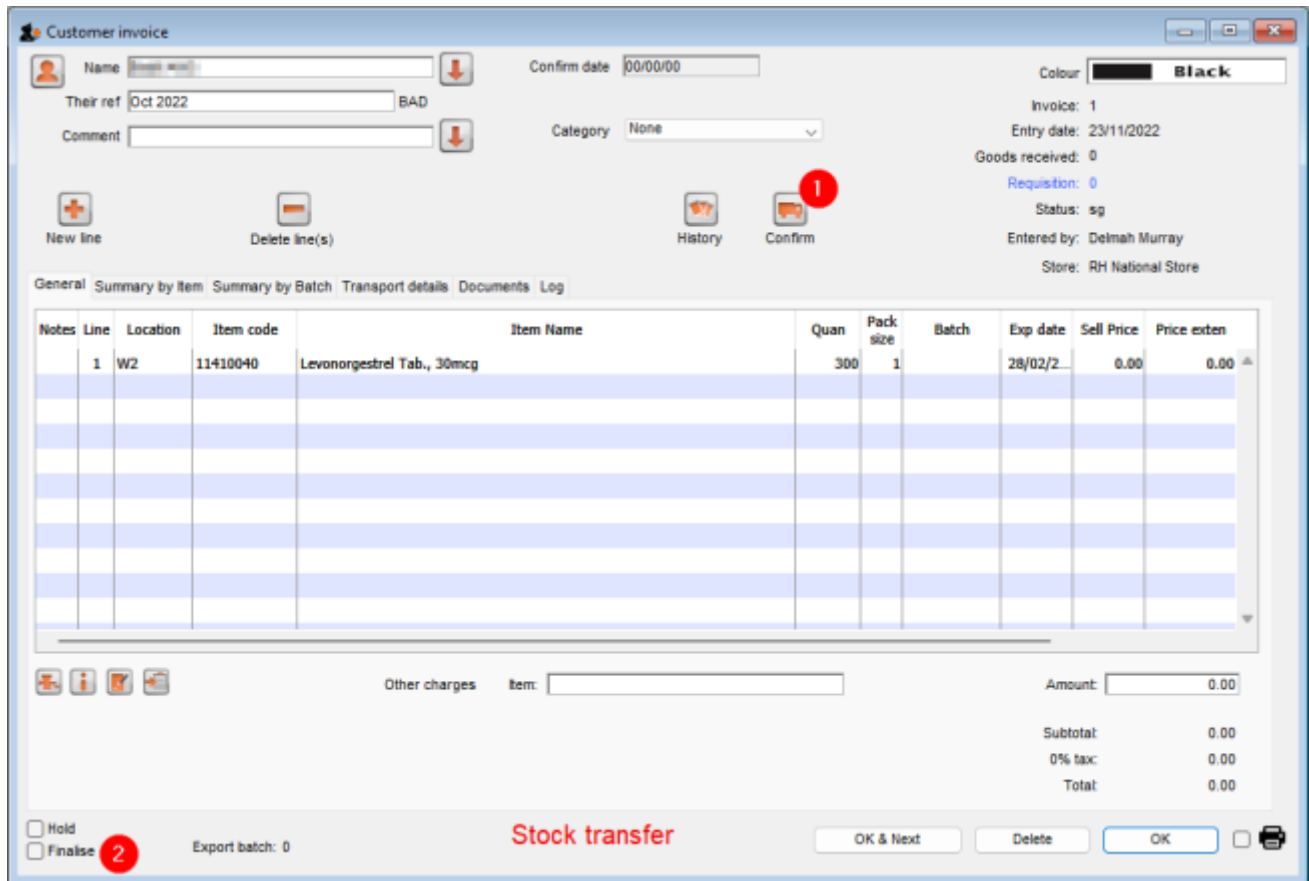 Customer invoice
Name
Confirm date 00/00/00
Colour Black
Their ref Oct 2022 BAD
Invoice: 1
Comment
Category None
Entry date: 23/11/2022
Goods received: 0
Requisition: 0
1
Status: sg
New line
Delete line(s)
History
Confirm
Entered by: Delmah Murray
Store: RH National Store
General Summary by Item Summary by Batch Transport details Documents Log
Notes Line Location Item code Item Name Quan Pack size Batch Exp date Sell Price Price exten
1 W2 11410040 Levonorgestrel Tab., 30mcg 300 1 28/02/2... 0.00 0.00
Other charges Item: Amount: 0.00
Subtotal: 0.00
0% tax: 0.00
Total: 0.00
Hold
Finalise 2
Export batch: 0
Stock transfer
OK & Next
Delete
OK